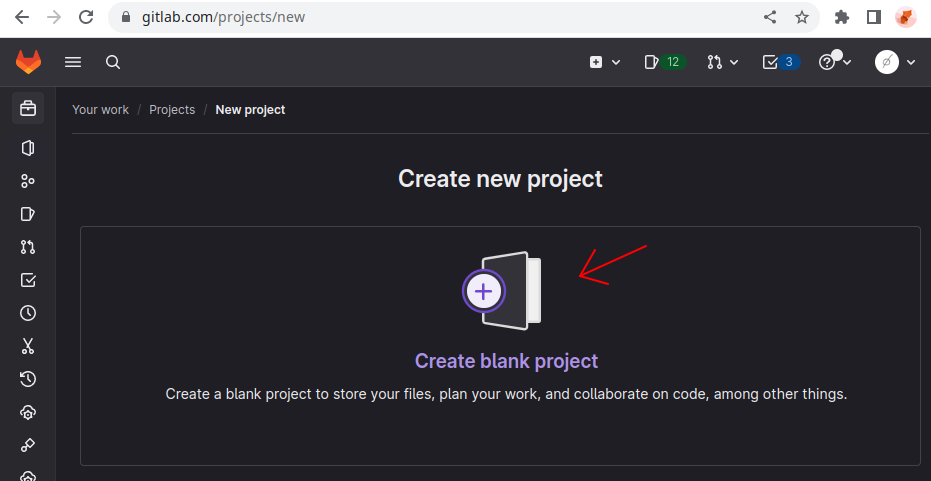 gitlab.com/projects/new
12
3
Your work / Projects / New project
Create new project
Create blank project
Create a blank project to store your files, plan your work, and collaborate on code, among other things.